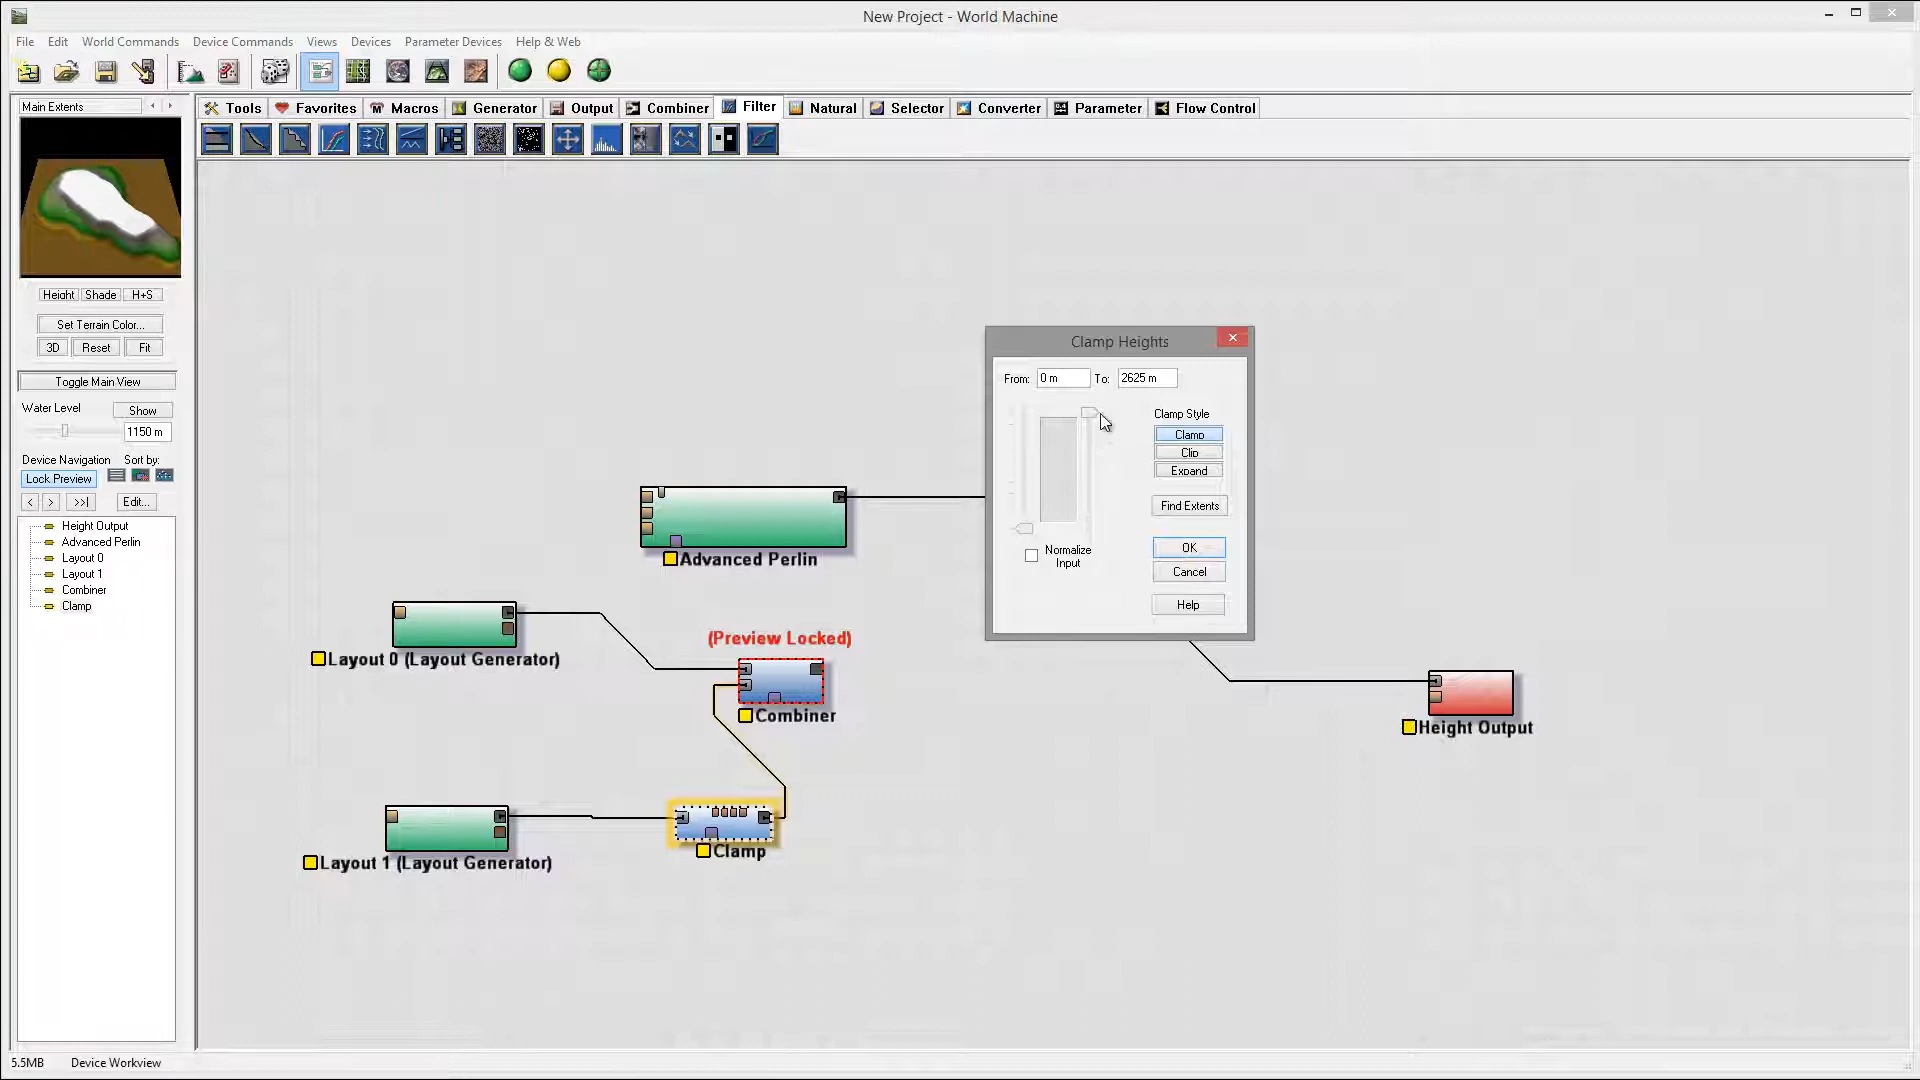 New Project - World Machine
File Edit World Commands Device Commands Views Devices Parameter Devices Help & Web
Main Extents
Tools Favorites Macros Generator Output Combiner Filter Natural Selector Converter Parameter Flow Control
Height Shade H+S
Set Terrain Color...
3D Reset Fit
Toggle Main View
Water Level Show
1150 m
Device Navigation Sort by:
Lock Preview
< > >>| Edit...
Height Output
Advanced Perlin
Layout 0
Layout 1
Combiner
Clamp
Clamp Heights
From: 0 m To: 2625 m
Clamp Style
Clamp
Clip
Expand
Find Extents
Normalize
Input
OK
Cancel
Help
Advanced Perlin
Layout 0 (Layout Generator)
(Preview Locked)
Combiner
Height Output
Layout 1 (Layout Generator)
Clamp
5.5MB Device Workview